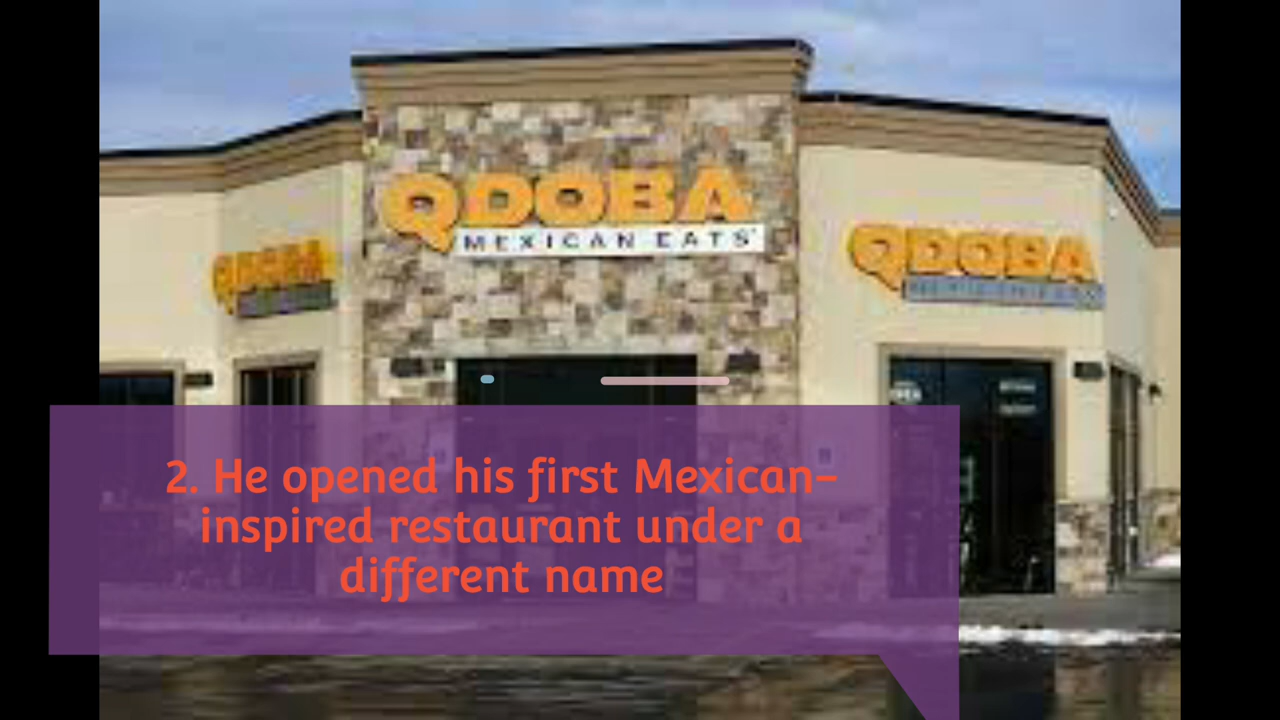 QDOBA
MEXICAN EATS
QDOBA
QDOBA
2. He opened his first Mexican-
inspired restaurant under a
different name